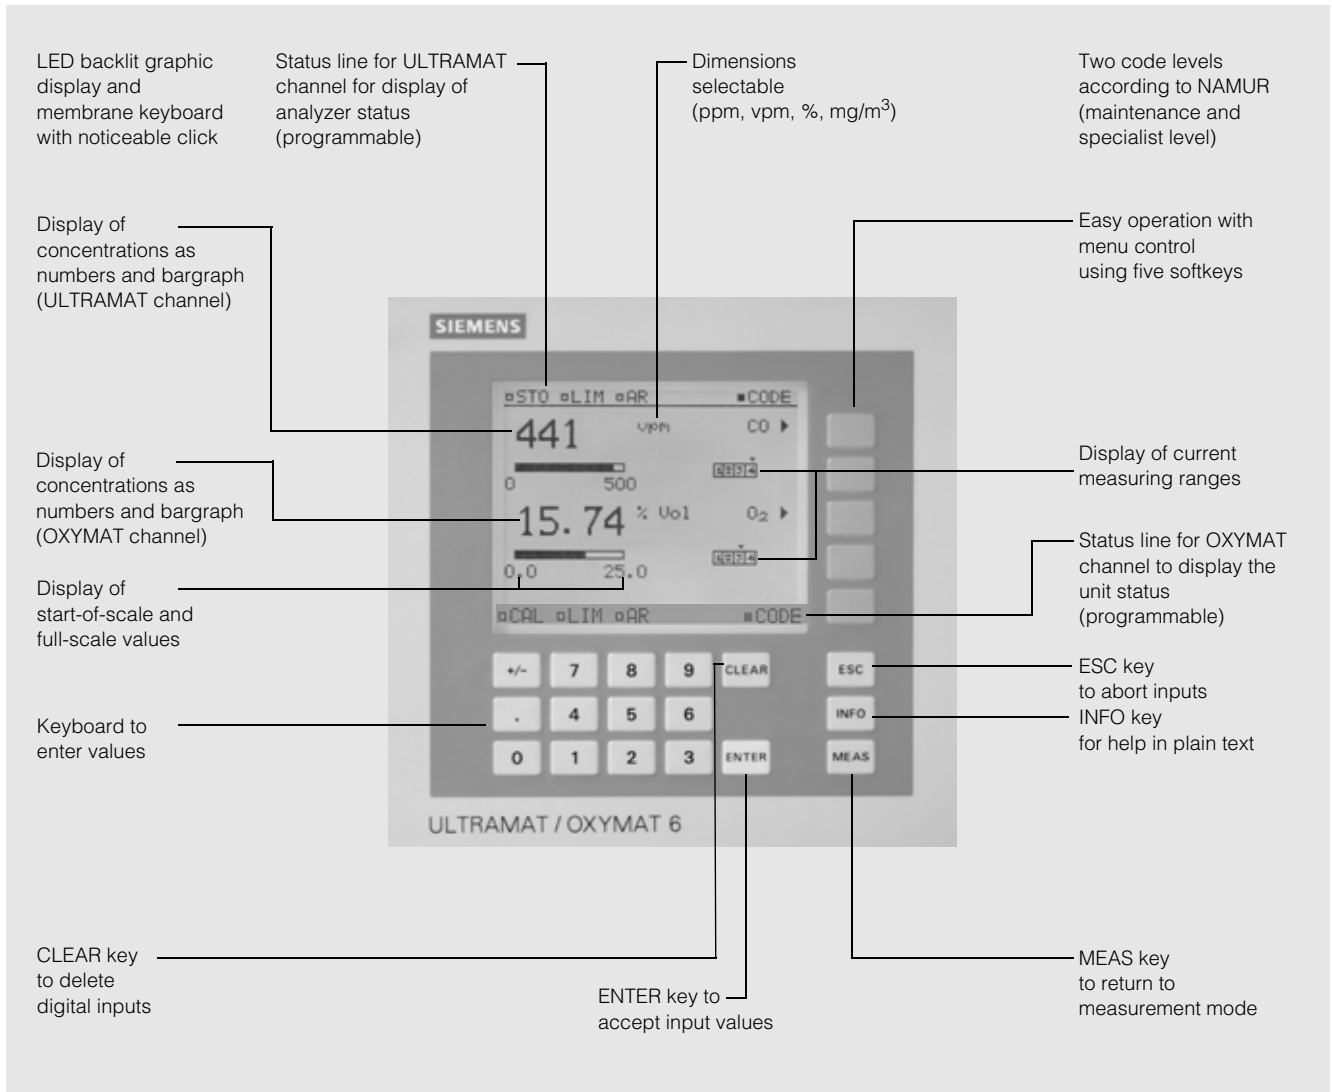 LED backlit graphic
display and
membrane keyboard
with noticeable click
Status line for ULTRAMAT
channel for display of
analyzer status
(programmable)
Dimensions
selectable
(ppm, vpm, %, mg/m³)
Two code levels
according to NAMUR
(maintenance and
specialist level)
Display of
concentrations as
numbers and bargraph
(ULTRAMAT channel)
Easy operation with
menu control
using five softkeys
SIEMENS
▫STO ▫LIM ▫AR ▪CODE
441 vpm CO ▶
1 2 3 4
0 500
Display of
concentrations as
numbers and bargraph
(OXYMAT channel)
Display of current
measuring ranges
15.74 % Vol O₂ ▶
1 2 3 4
0.0 25.0
Status line for OXYMAT
channel to display the
unit status
(programmable)
Display of
start-of-scale and
full-scale values
▫CAL ▫LIM ▫AR ▪CODE
+/- 7 8 9 CLEAR ESC
. 4 5 6 INFO
0 1 2 3 ENTER MEAS
ESC key
to abort inputs
INFO key
for help in plain text
Keyboard to
enter values
ULTRAMAT / OXYMAT 6
CLEAR key
to delete
digital inputs
ENTER key to
accept input values
MEAS key
to return to
measurement mode